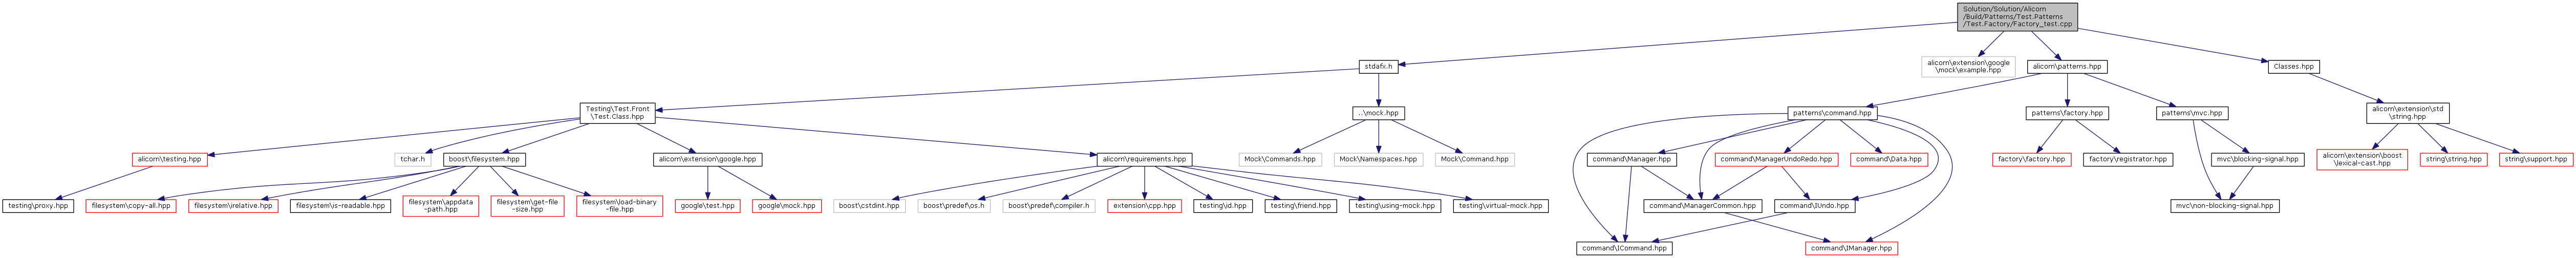 Solution/Solution/Alicorn
/Build/Patterns/Test.Patterns
/Test.Factory/Factory_test.cpp
stdafx.h
alicorn\extension\google
\mock\example.hpp
alicorn\patterns.hpp
Classes.hpp
Testing\Test.Front
\Test.Class.hpp
..\mock.hpp
patterns\command.hpp
patterns\factory.hpp
patterns\mvc.hpp
alicorn\extension\std
\string.hpp
alicorn\testing.hpp
tchar.h
boost\filesystem.hpp
alicorn\extension\google.hpp
alicorn\requirements.hpp
Mock\Commands.hpp
Mock\Namespaces.hpp
Mock\Command.hpp
command\Manager.hpp
command\ManagerUndoRedo.hpp
command\Data.hpp
factory\factory.hpp
factory\registrator.hpp
mvc\blocking-signal.hpp
alicorn\extension\boost
\lexical-cast.hpp
string\string.hpp
string\support.hpp
testing\proxy.hpp
filesystem\copy-all.hpp
filesystem\irelative.hpp
filesystem\is-readable.hpp
filesystem\appdata
-path.hpp
filesystem\get-file
-size.hpp
filesystem\load-binary
-file.hpp
google\test.hpp
google\mock.hpp
boost\cstdint.hpp
boost\predef\os.h
boost\predef\compiler.h
extension\cpp.hpp
testing\id.hpp
testing\friend.hpp
testing\using-mock.hpp
testing\virtual-mock.hpp
command\ManagerCommon.hpp
command\IUndo.hpp
mvc\non-blocking-signal.hpp
command\ICommand.hpp
command\IManager.hpp